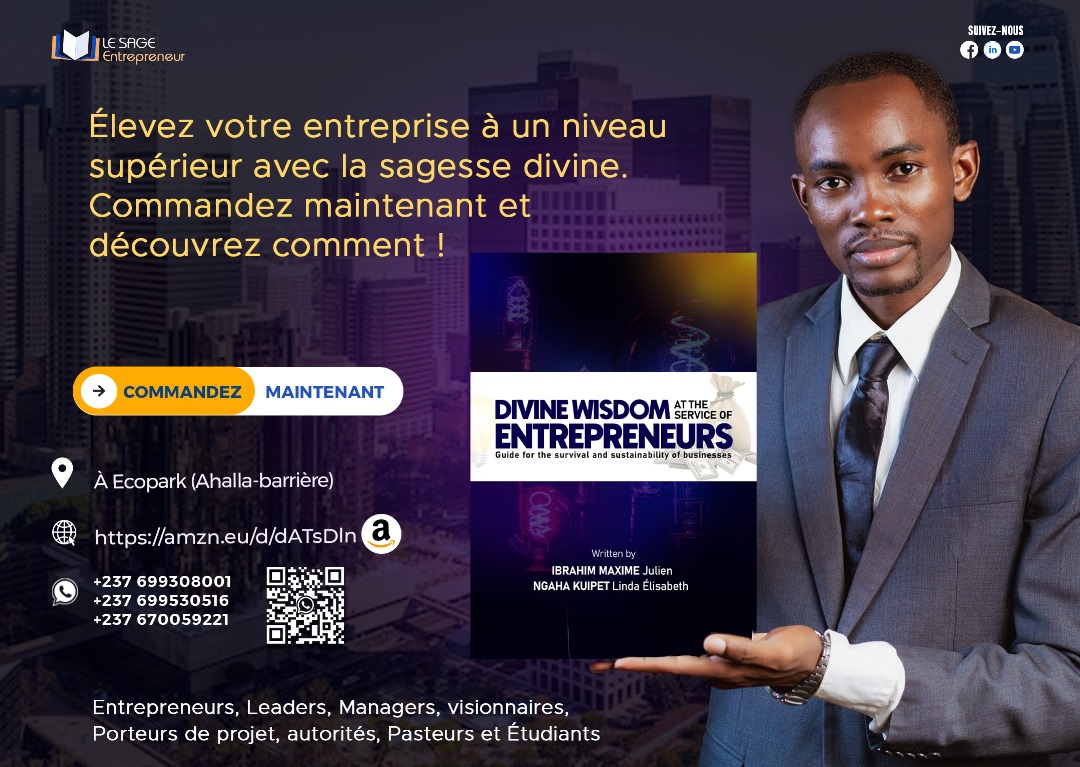 LE SAGE
Entrepreneur
SUIVEZ-NOUS
Élevez votre entreprise à un niveau
supérieur avec la sagesse divine.
Commandez maintenant et
découvrez comment !
COMMANDEZ MAINTENANT
DIVINE WISDOM AT THE SERVICE OF
ENTREPRENEURS
Guide for the survival and sustainability of businesses
Written by
IBRAHIM MAXIME Julien
NGAHA KUIPET Linda Élisabeth
À Ecopark (Ahalla-barrière)
https://amzn.eu/d/dATsDln
+237 699308001
+237 699530516
+237 670059221
Entrepreneurs, Leaders, Managers, visionnaires,
Porteurs de projet, autorités, Pasteurs et Étudiants